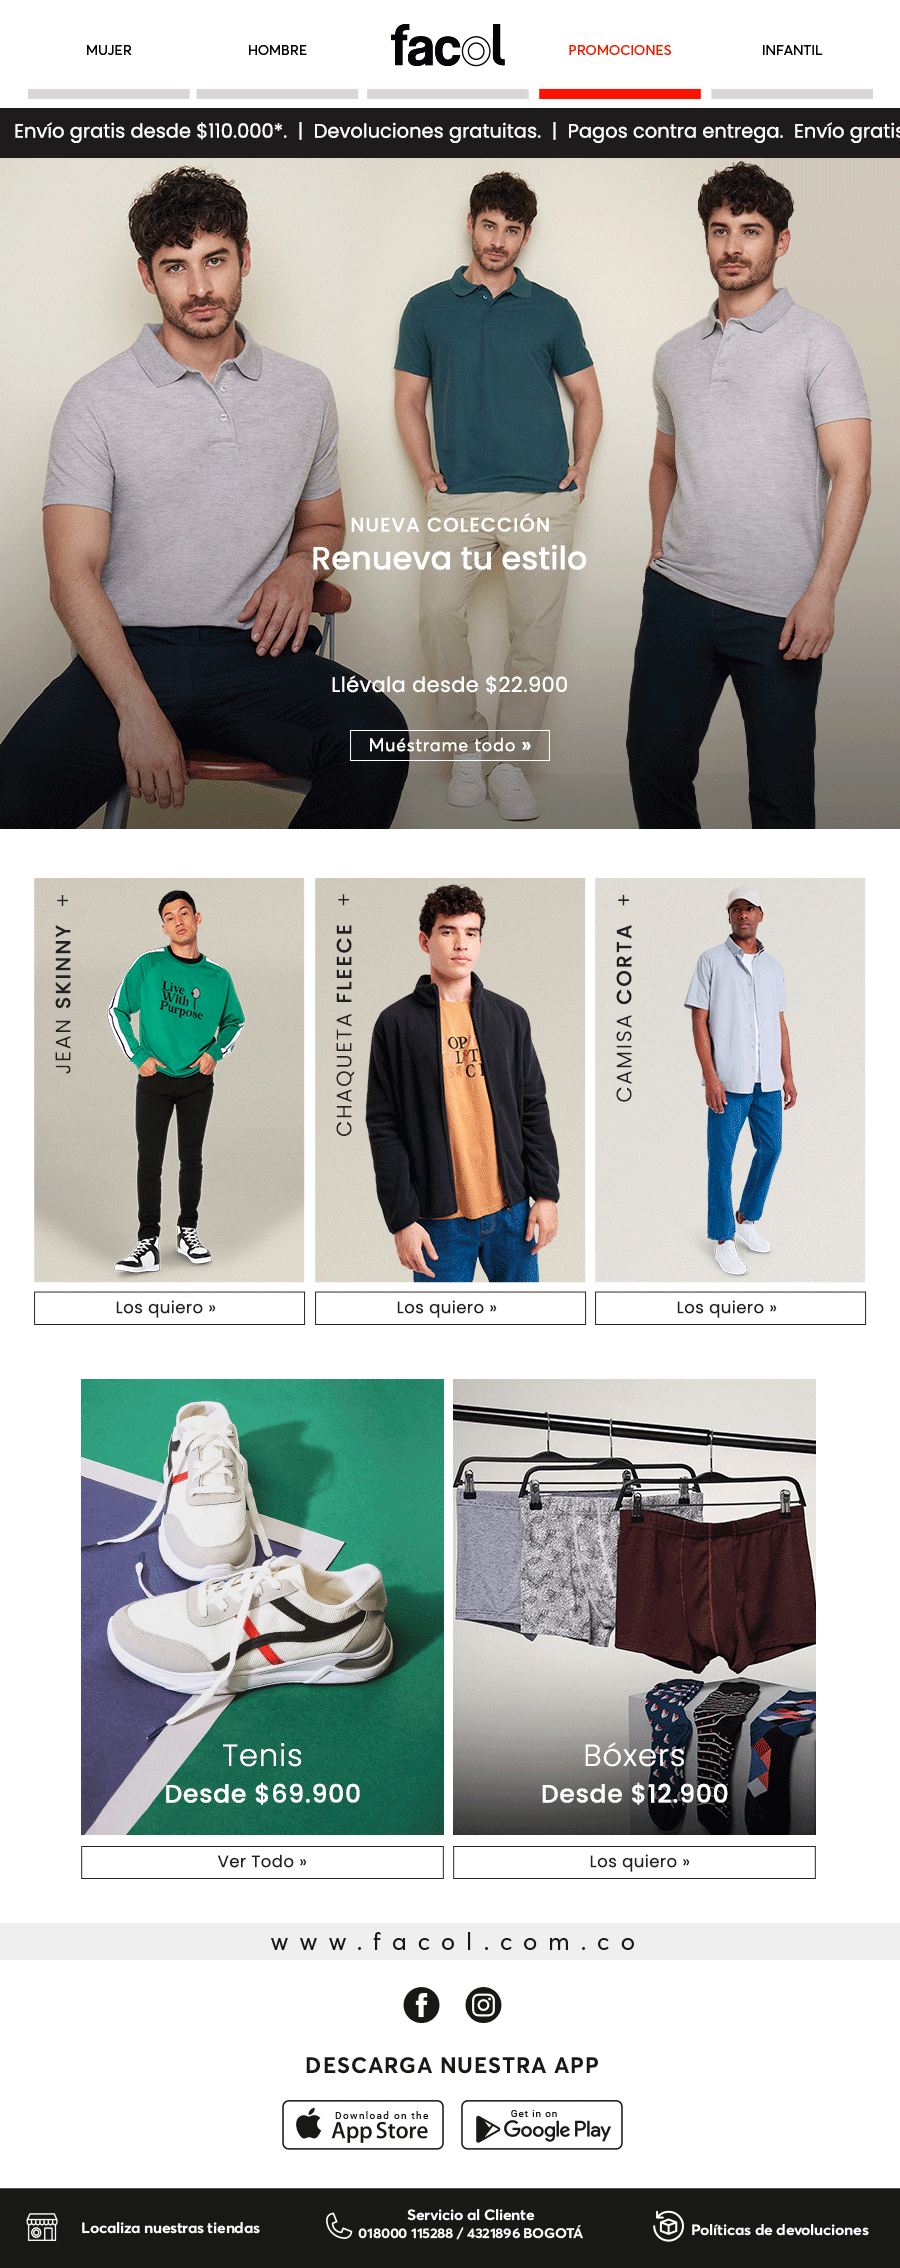 MUJER
HOMBRE
facol
PROMOCIONES
INFANTIL
Envío gratis desde $110.000*. | Devoluciones gratuitas. | Pagos contra entrega. Envío gratis
NUEVA COLECCIÓN
Renueva tu estilo
Llévala desde $22.900
Muéstrame todo »
JEAN SKINNY +
Live
With
Purpose
CHAQUETA FLEECE +
CAMISA CORTA +
Los quiero »
Los quiero »
Los quiero »
Tenis
Desde $69.900
Bóxers
Desde $12.900
Ver Todo »
Los quiero »
www.facol.com.co
DESCARGA NUESTRA APP
Download on the
App Store
Get in on
Google Play
Localiza nuestras tiendas
Servicio al Cliente
018000 115288 / 4321896 BOGOTÁ
Políticas de devoluciones